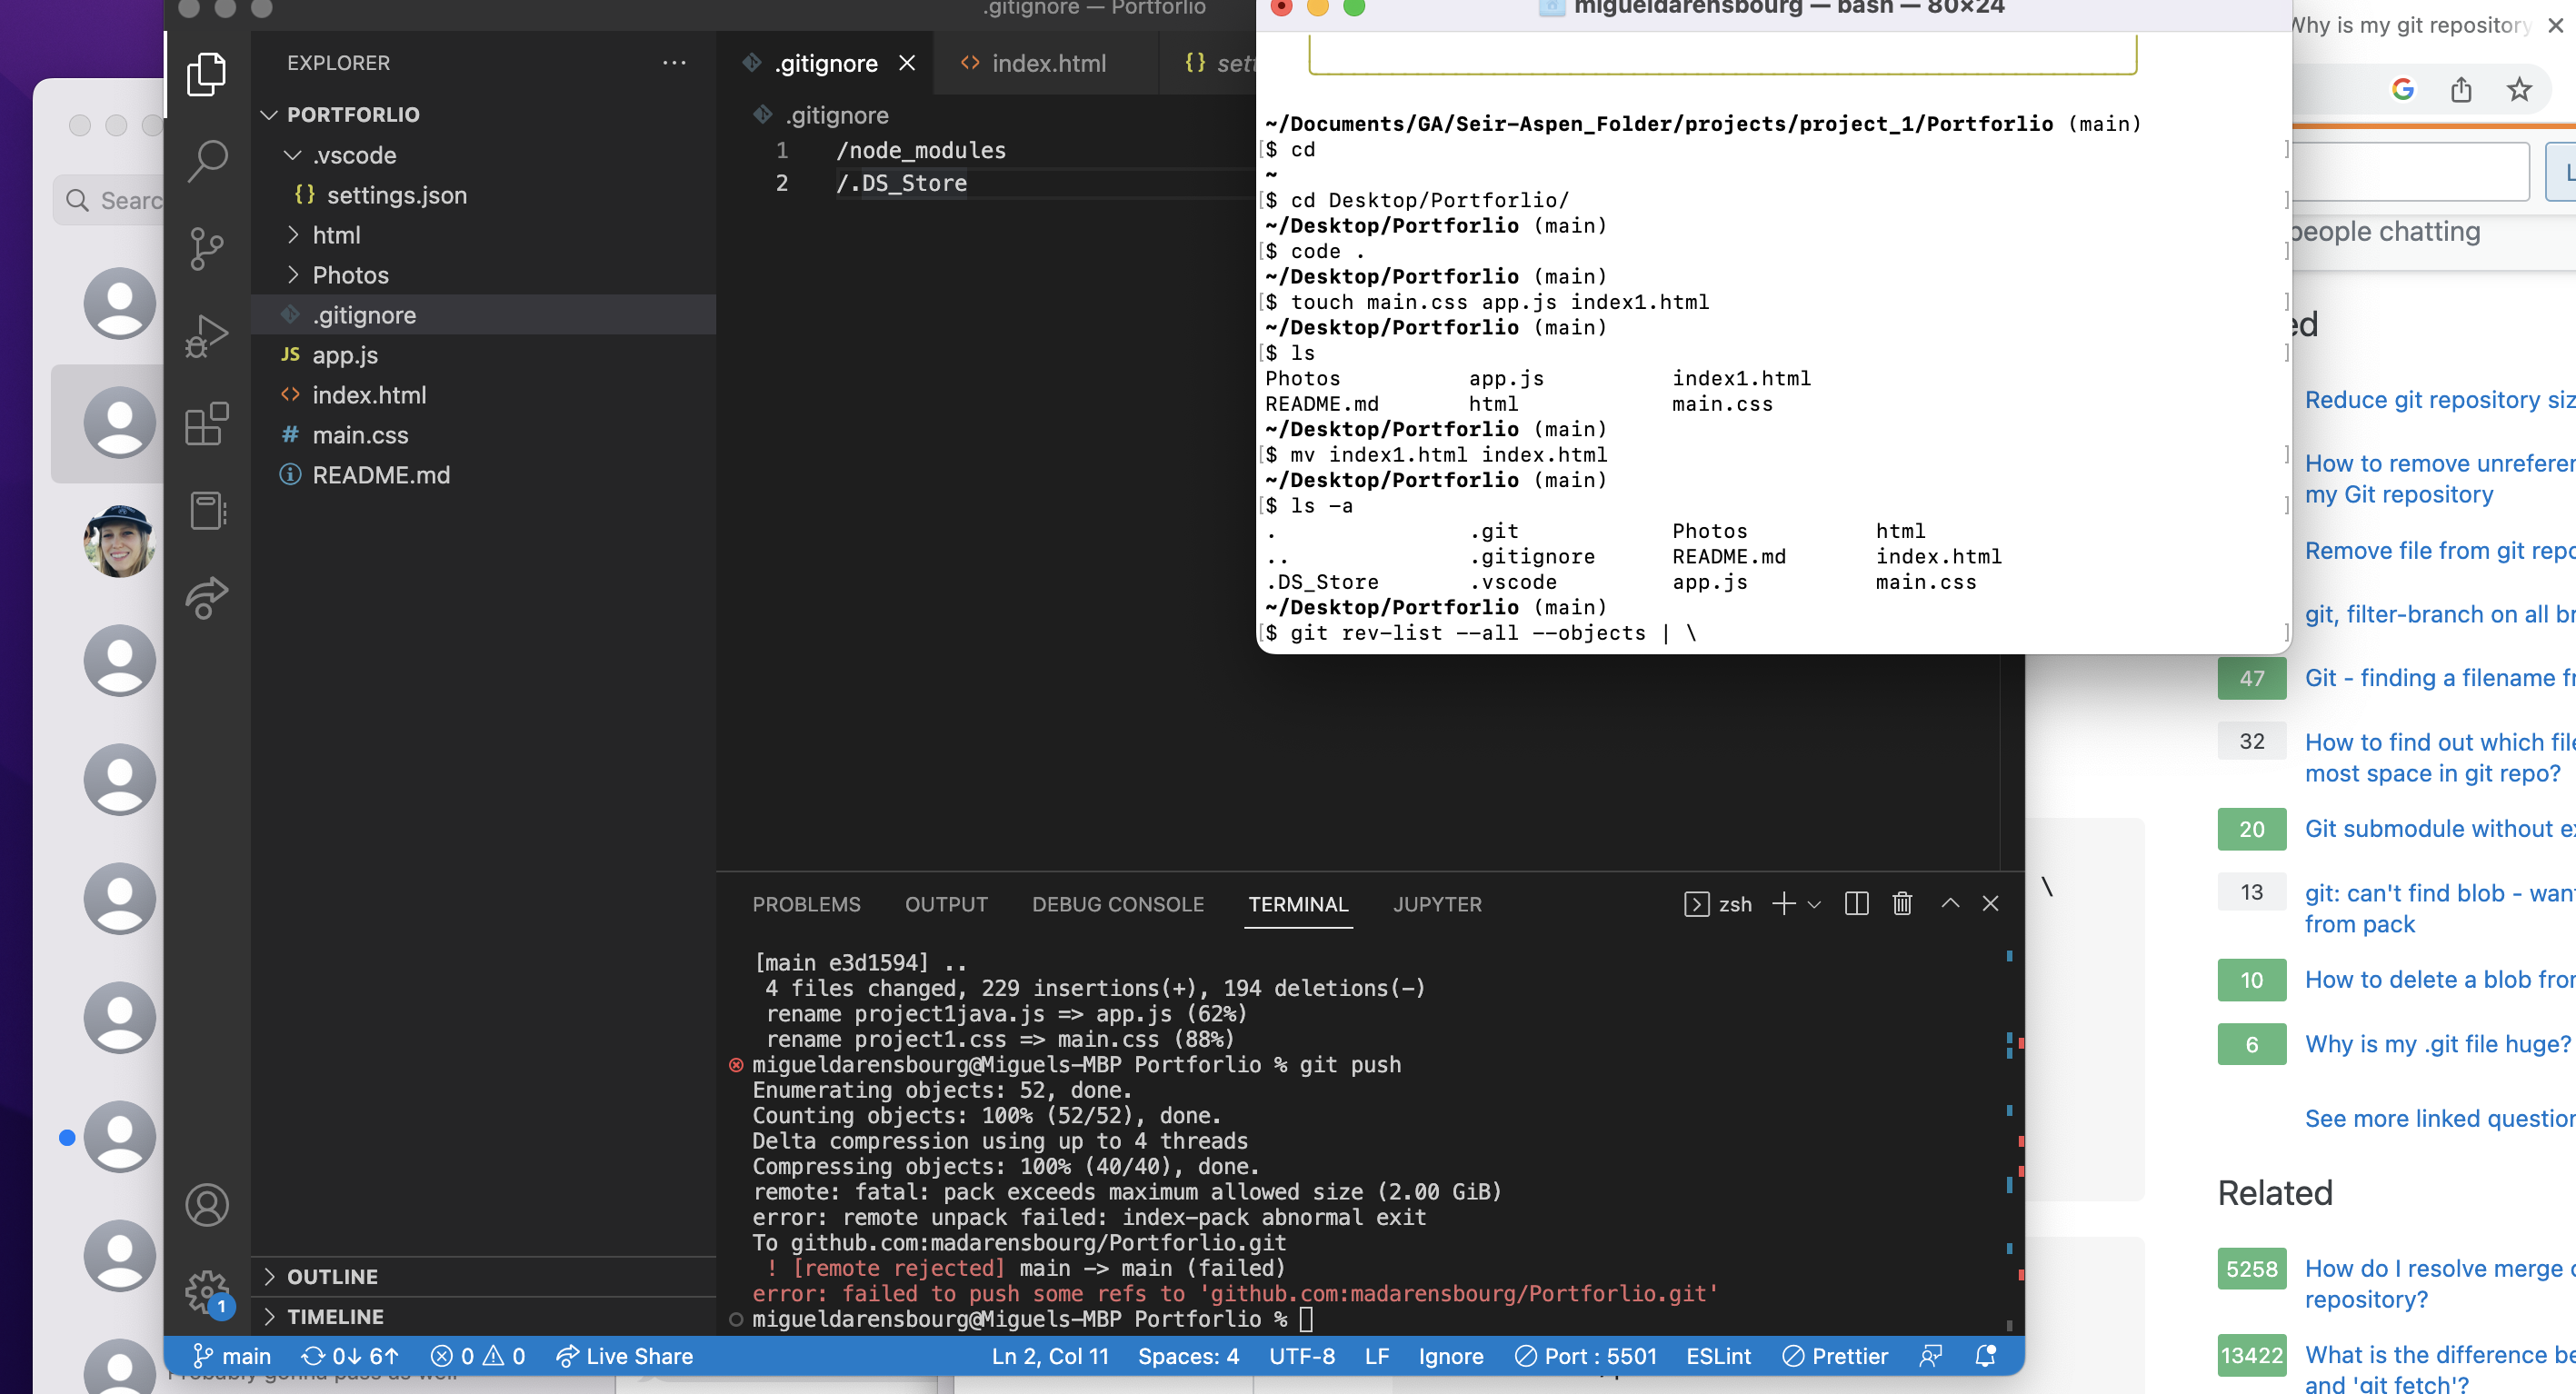 .gitignore — Portforlio
migueldarensbourg — bash — 80×24
Why is my git repository
Searc
EXPLORER
PORTFORLIO
.vscode
settings.json
html
Photos
.gitignore
JS app.js
index.html
# main.css
README.md
OUTLINE
TIMELINE
.gitignore
index.html
{} sett
.gitignore
1 /node_modules
2 /.DS_Store
~/Documents/GA/Seir-Aspen_Folder/projects/project_1/Portforlio (main)
[$ cd ]
~
[$ cd Desktop/Portforlio/ ]
~/Desktop/Portforlio (main)
[$ code . ]
~/Desktop/Portforlio (main)
[$ touch main.css app.js index1.html ]
~/Desktop/Portforlio (main)
[$ ls ]
Photos app.js index1.html
README.md html main.css
~/Desktop/Portforlio (main)
[$ mv index1.html index.html ]
~/Desktop/Portforlio (main)
[$ ls -a ]
. .git Photos html
.. .gitignore README.md index.html
.DS_Store .vscode app.js main.css
~/Desktop/Portforlio (main)
[$ git rev-list --all --objects | \ ]
PROBLEMS OUTPUT DEBUG CONSOLE TERMINAL JUPYTER zsh
[main e3d1594] ..
4 files changed, 229 insertions(+), 194 deletions(-)
rename project1java.js => app.js (62%)
rename project1.css => main.css (88%)
migueldarensbourg@Miguels-MBP Portforlio % git push
Enumerating objects: 52, done.
Counting objects: 100% (52/52), done.
Delta compression using up to 4 threads
Compressing objects: 100% (40/40), done.
remote: fatal: pack exceeds maximum allowed size (2.00 GiB)
error: remote unpack failed: index-pack abnormal exit
To github.com:madarensbourg/Portforlio.git
! [remote rejected] main -> main (failed)
error: failed to push some refs to 'github.com:madarensbourg/Portforlio.git'
migueldarensbourg@Miguels-MBP Portforlio %
1
main 0↓ 6↑ 0 0 Live Share Ln 2, Col 11 Spaces: 4 UTF-8 LF Ignore Port : 5501 ESLint Prettier
people chatting
ed
Reduce git repository siz
How to remove unreferen
my Git repository
Remove file from git repo
git, filter-branch on all br
47 Git - finding a filename fr
32 How to find out which file
most space in git repo?
20 Git submodule without ex
\
13 git: can't find blob - want
from pack
10 How to delete a blob fror
6 Why is my .git file huge?
See more linked question
Related
5258 How do I resolve merge c
repository?
13422 What is the difference be
and 'git fetch'?